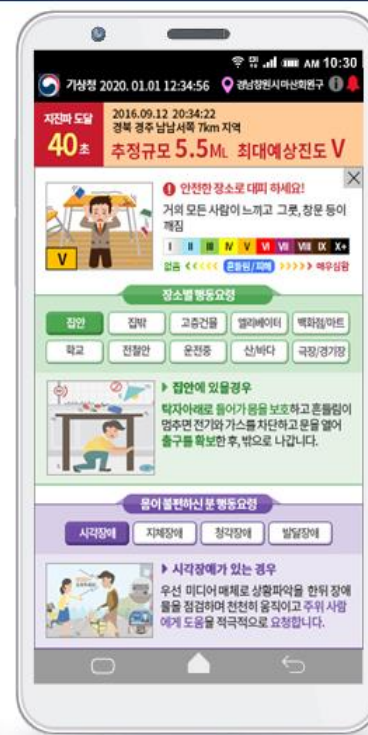 AM 10:30
기상청 2020. 01.01 12:34:56 경남창원시마산회원구
지진파 도달
40초
2016.09.12 20:34:22
경북 경주 남남서쪽 7km 지역
추정규모 5.5ML 최대예상진도 V
안전한 장소로 대피 하세요!
거의 모든 사람이 느끼고 그릇, 창문 등이
깨짐
V
I II III IV V VI VII VIII IX X+
없음 <<<<< 흔들림/피해 >>>>> 매우심함
장소별 행동요령
집안 집밖 고층건물 엘리베이터 백화점/마트
학교 전철안 운전중 산/바다 극장/경기장
집안에 있을경우
탁자아래로 들어가 몸을 보호하고 흔들림이
멈추면 전기와 가스를 차단하고 문을 열어
출구를 확보한 후, 밖으로 나갑니다.
몸이 불편하신 분 행동요령
시각장애 지체장애 청각장애 발달장애
시각장애가 있는 경우
우선 미디어 매체로 상황파악을 한뒤 장애
물을 점검하며 천천히 움직이고 주위 사람
에게 도움을 적극적으로 요청합니다.